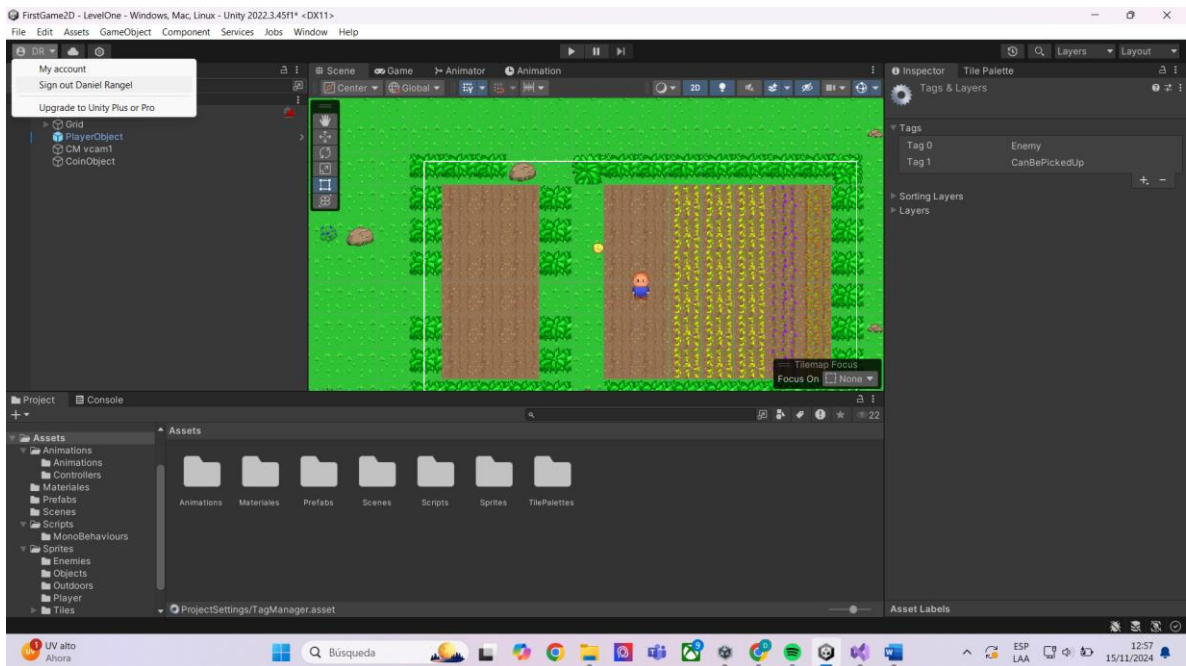 FirstGame2D - LevelOne - Windows, Mac, Linux - Unity 2022.3.45f1* <DX11>
File Edit Assets GameObject Component Services Jobs Window Help
DR
Layers
Layout
My account
Sign out Daniel Rangel
Upgrade to Unity Plus or Pro
Grid
PlayerObject
CM vcam1
CoinObject
Scene Game Animator Animation
Center Global 2D
Tilemap Focus
Focus On None
Inspector Tile Palette
Tags & Layers
Tags
Tag 0 Enemy
Tag 1 CanBePickedUp
Sorting Layers
Layers
Project Console
22
Assets
Animations
Animations
Controllers
Materiales
Prefabs
Scenes
Scripts
MonoBehaviours
Sprites
Enemies
Objects
Outdoors
Player
Tiles
Assets
Animations Materiales Prefabs Scenes Scripts Sprites TilePalettes
ProjectSettings/TagManager.asset
Asset Labels
1
UV alto
Ahora
Búsqueda
ESP
LAA
12:57
15/11/2024